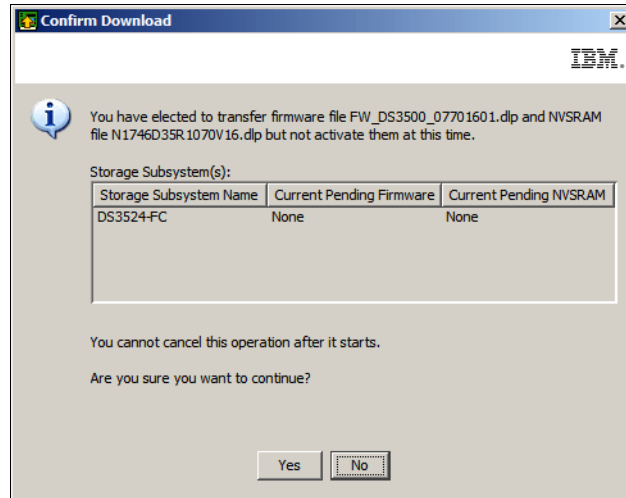 Confirm Download
IBM.
You have elected to transfer firmware file FW_DS3500_07701601.dlp and NVSRAM
file N1746D35R1070V16.dlp but not activate them at this time.
Storage Subsystem(s):
Storage Subsystem Name Current Pending Firmware Current Pending NVSRAM
DS3524-FC None None
You cannot cancel this operation after it starts.
Are you sure you want to continue?
Yes No